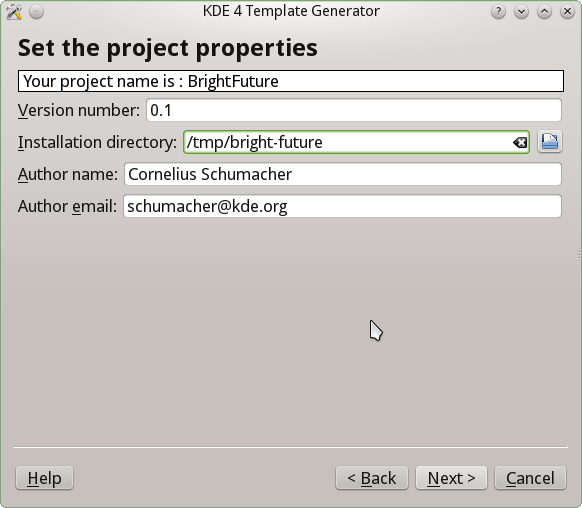 KDE 4 Template Generator
Set the project properties
Your project name is : BrightFuture
Version number: 0.1
Installation directory: /tmp/bright-future
Author name: Cornelius Schumacher
Author email: schumacher@kde.org
Help < Back Next > Cancel